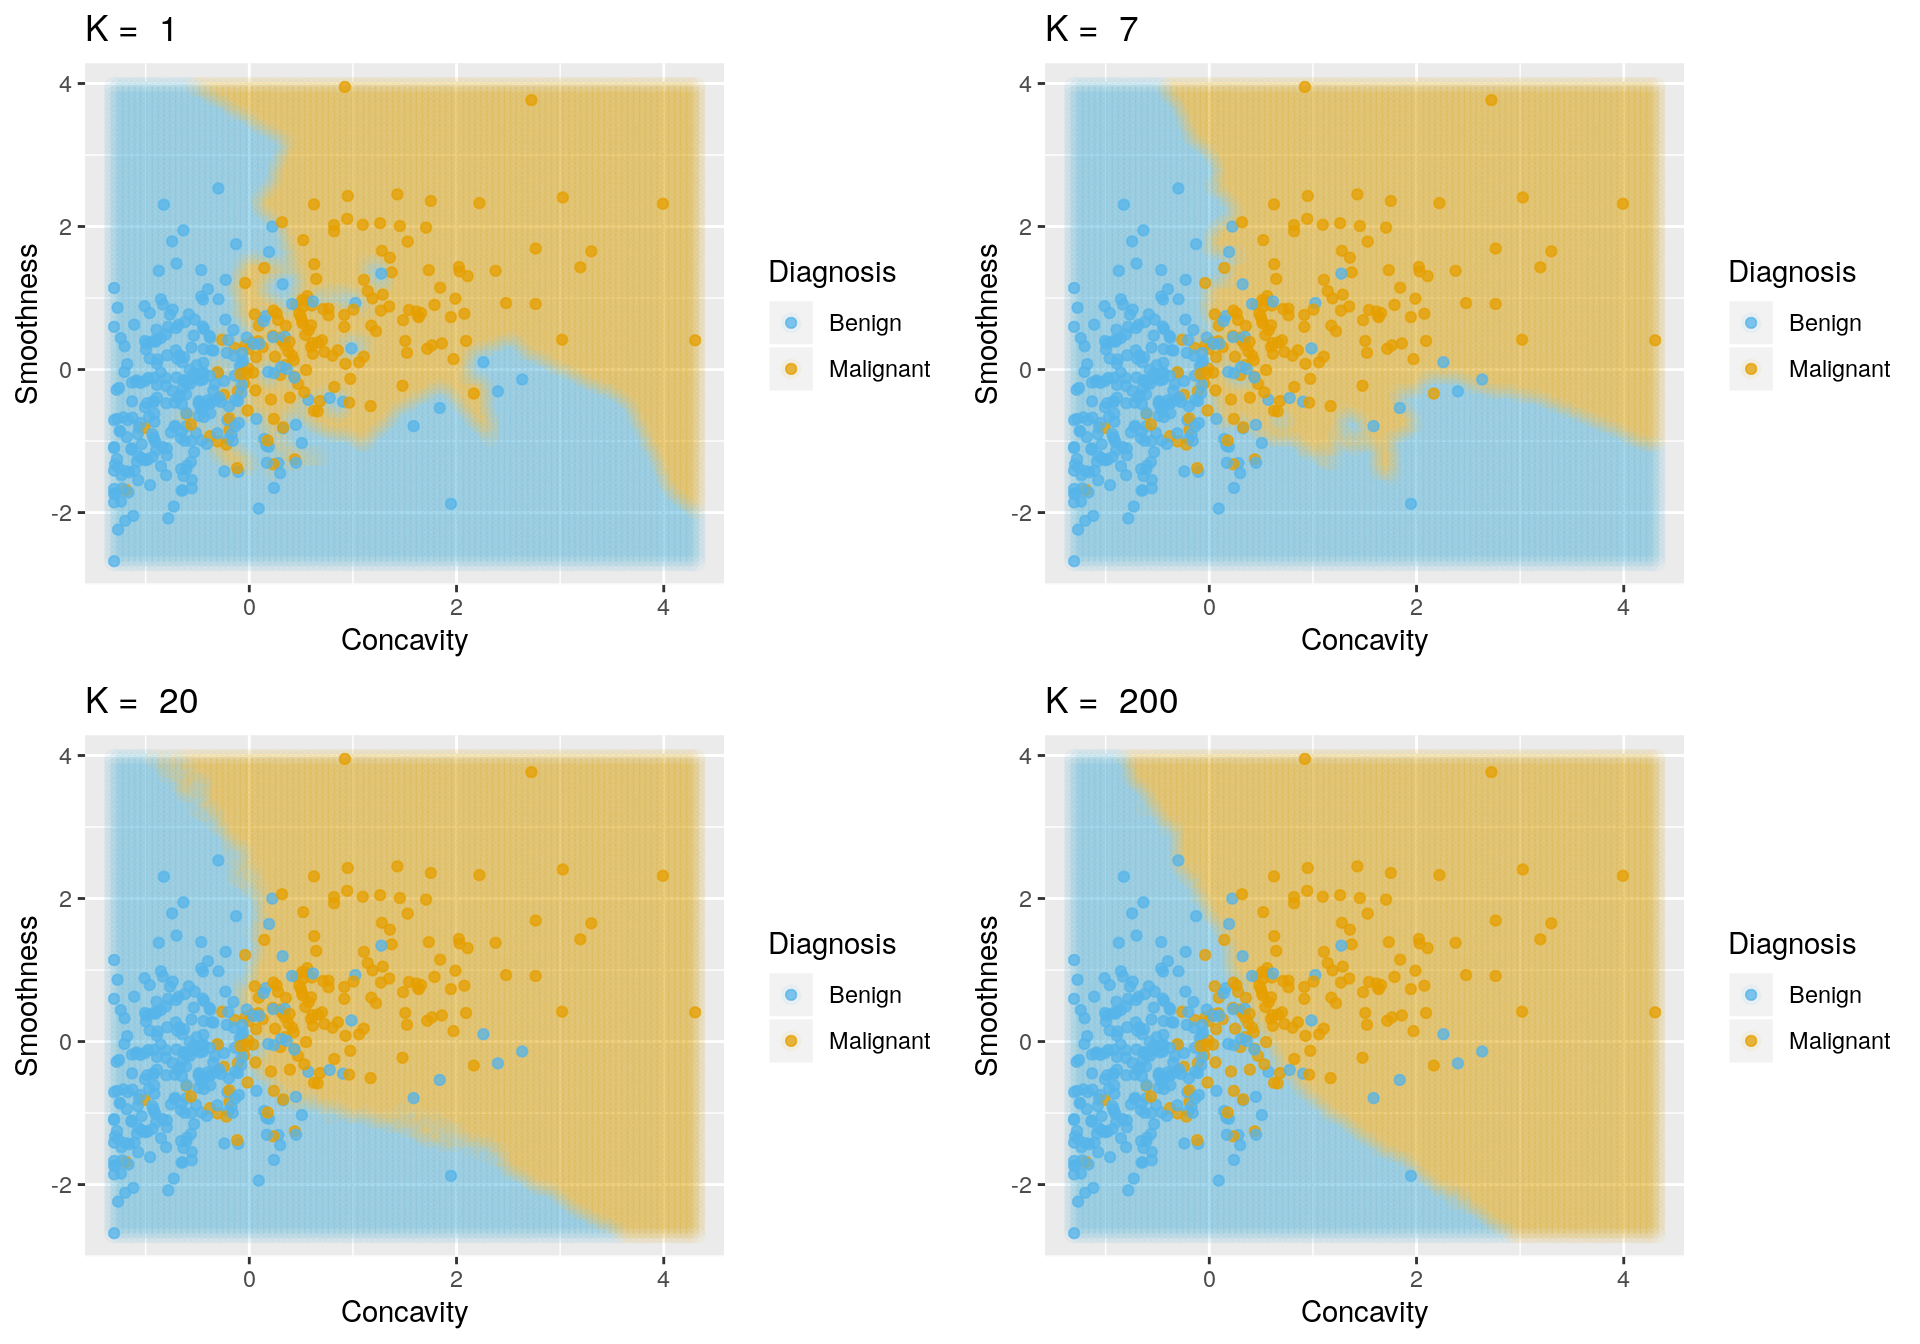 K = 1
4
2
0
-2
Smoothness
0 2 4
Concavity
Diagnosis
Benign
Malignant
K = 7
4
2
0
-2
Smoothness
0 2 4
Concavity
Diagnosis
Benign
Malignant
K = 20
4
2
0
-2
Smoothness
0 2 4
Concavity
Diagnosis
Benign
Malignant
K = 200
4
2
0
-2
Smoothness
0 2 4
Concavity
Diagnosis
Benign
Malignant